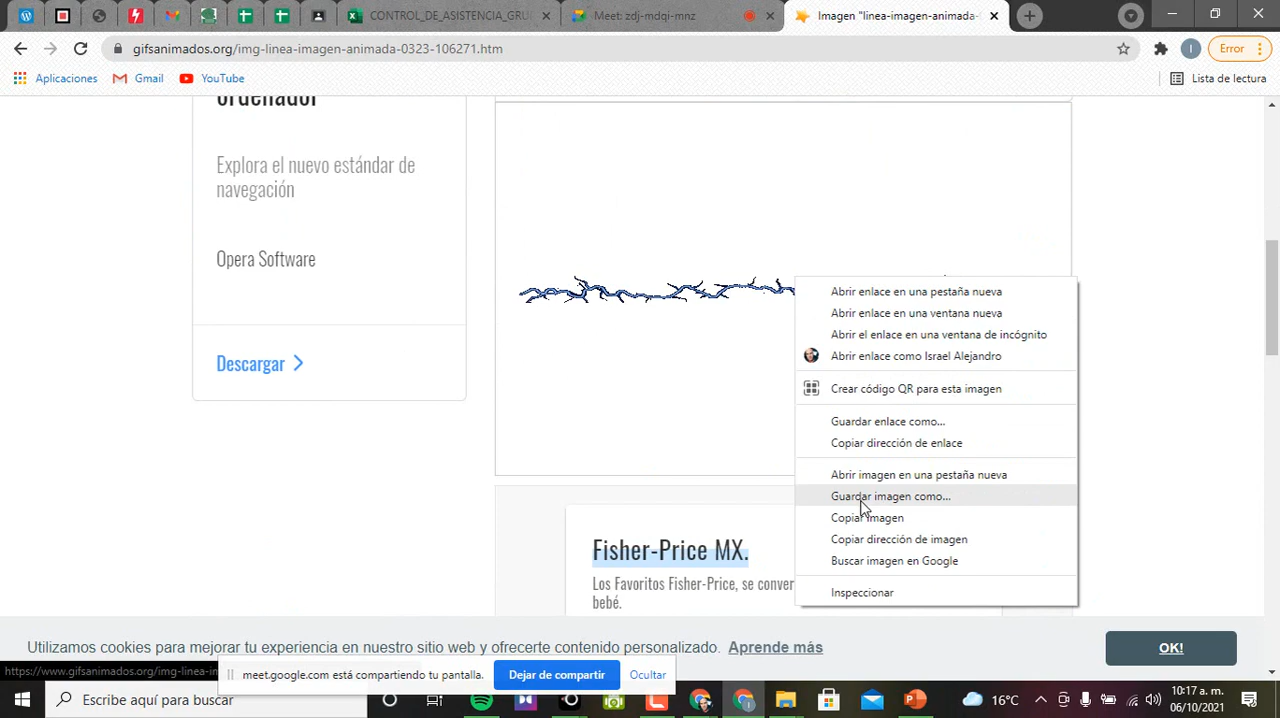 CONTROL_DE_ASISTENCIA_GRU
Meet: zdj-mdqi-mnz
Imagen "linea-imagen-animada-
gifsanimados.org/img-linea-imagen-animada-0323-106271.htm
I
Error
Aplicaciones
Gmail
YouTube
Lista de lectura
ordenador
Explora el nuevo estándar de
navegación
Opera Software
Descargar
Abrir enlace en una pestaña nueva
Abrir enlace en una ventana nueva
Abrir el enlace en una ventana de incógnito
Abrir enlace como Israel Alejandro
Crear código QR para esta imagen
Guardar enlace como...
Copiar dirección de enlace
Abrir imagen en una pestaña nueva
Guardar imagen como...
Copiar imagen
Copiar dirección de imagen
Buscar imagen en Google
Inspeccionar
Fisher-Price MX.
Los Favoritos Fisher-Price, se conver
bebé.
Utilizamos cookies para mejorar tu experiencia en nuestro sitio web y ofrecerte contenido personalizado. Aprende más
OK!
https://www.gifsanimados.org/img-linea-in
meet.google.com está compartiendo tu pantalla.
Dejar de compartir
Ocultar
Escribe aquí para buscar
16°C
10:17 a. m.
06/10/2021